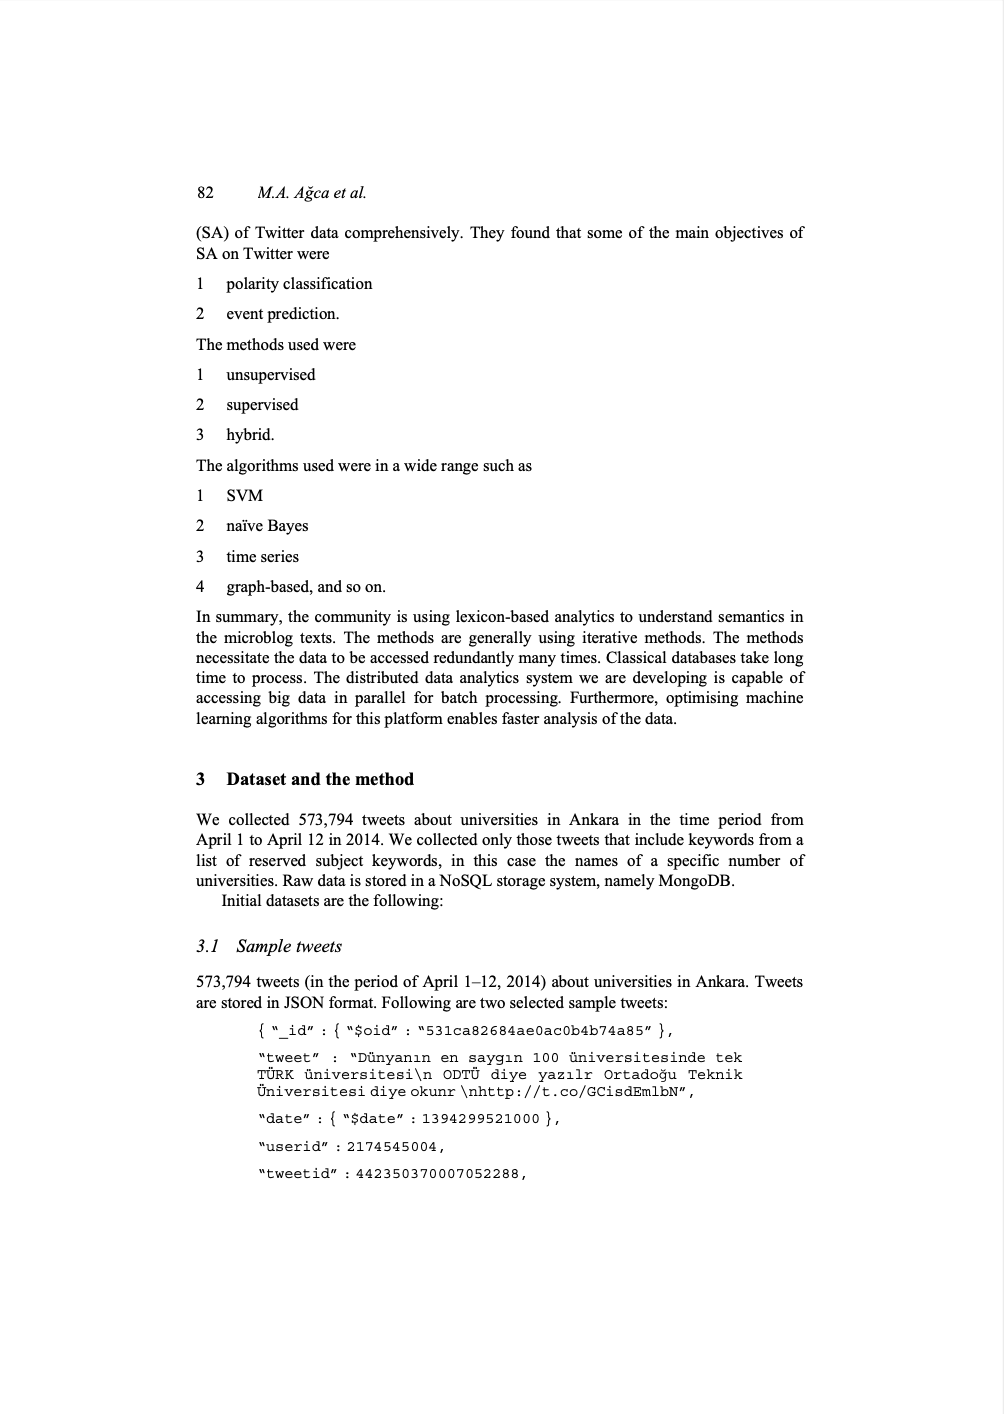 82 M.A. Ağca et al.
(SA) of Twitter data comprehensively. They found that some of the main objectives of
SA on Twitter were
1 polarity classification
2 event prediction.
The methods used were
1 unsupervised
2 supervised
3 hybrid.
The algorithms used were in a wide range such as
1 SVM
2 naïve Bayes
3 time series
4 graph-based, and so on.
In summary, the community is using lexicon-based analytics to understand semantics in
the microblog texts. The methods are generally using iterative methods. The methods
necessitate the data to be accessed redundantly many times. Classical databases take long
time to process. The distributed data analytics system we are developing is capable of
accessing big data in parallel for batch processing. Furthermore, optimising machine
learning algorithms for this platform enables faster analysis of the data.
3 Dataset and the method
We collected 573,794 tweets about universities in Ankara in the time period from
April 1 to April 12 in 2014. We collected only those tweets that include keywords from a
list of reserved subject keywords, in this case the names of a specific number of
universities. Raw data is stored in a NoSQL storage system, namely MongoDB.
Initial datasets are the following:
3.1 Sample tweets
573,794 tweets (in the period of April 1–12, 2014) about universities in Ankara. Tweets
are stored in JSON format. Following are two selected sample tweets:
{ “_id” : { “$oid” : “531ca82684ae0ac0b4b74a85” },
“tweet” : “Dünyanın en saygın 100 üniversitesinde tek
TÜRK üniversitesi\n ODTÜ diye yazılr Ortadoğu Teknik
Üniversitesi diye okunr \nhttp://t.co/GCisdEmlbN”,
“date” : { “$date” : 1394299521000 },
“userid” : 2174545004,
“tweetid” : 442350370007052288,